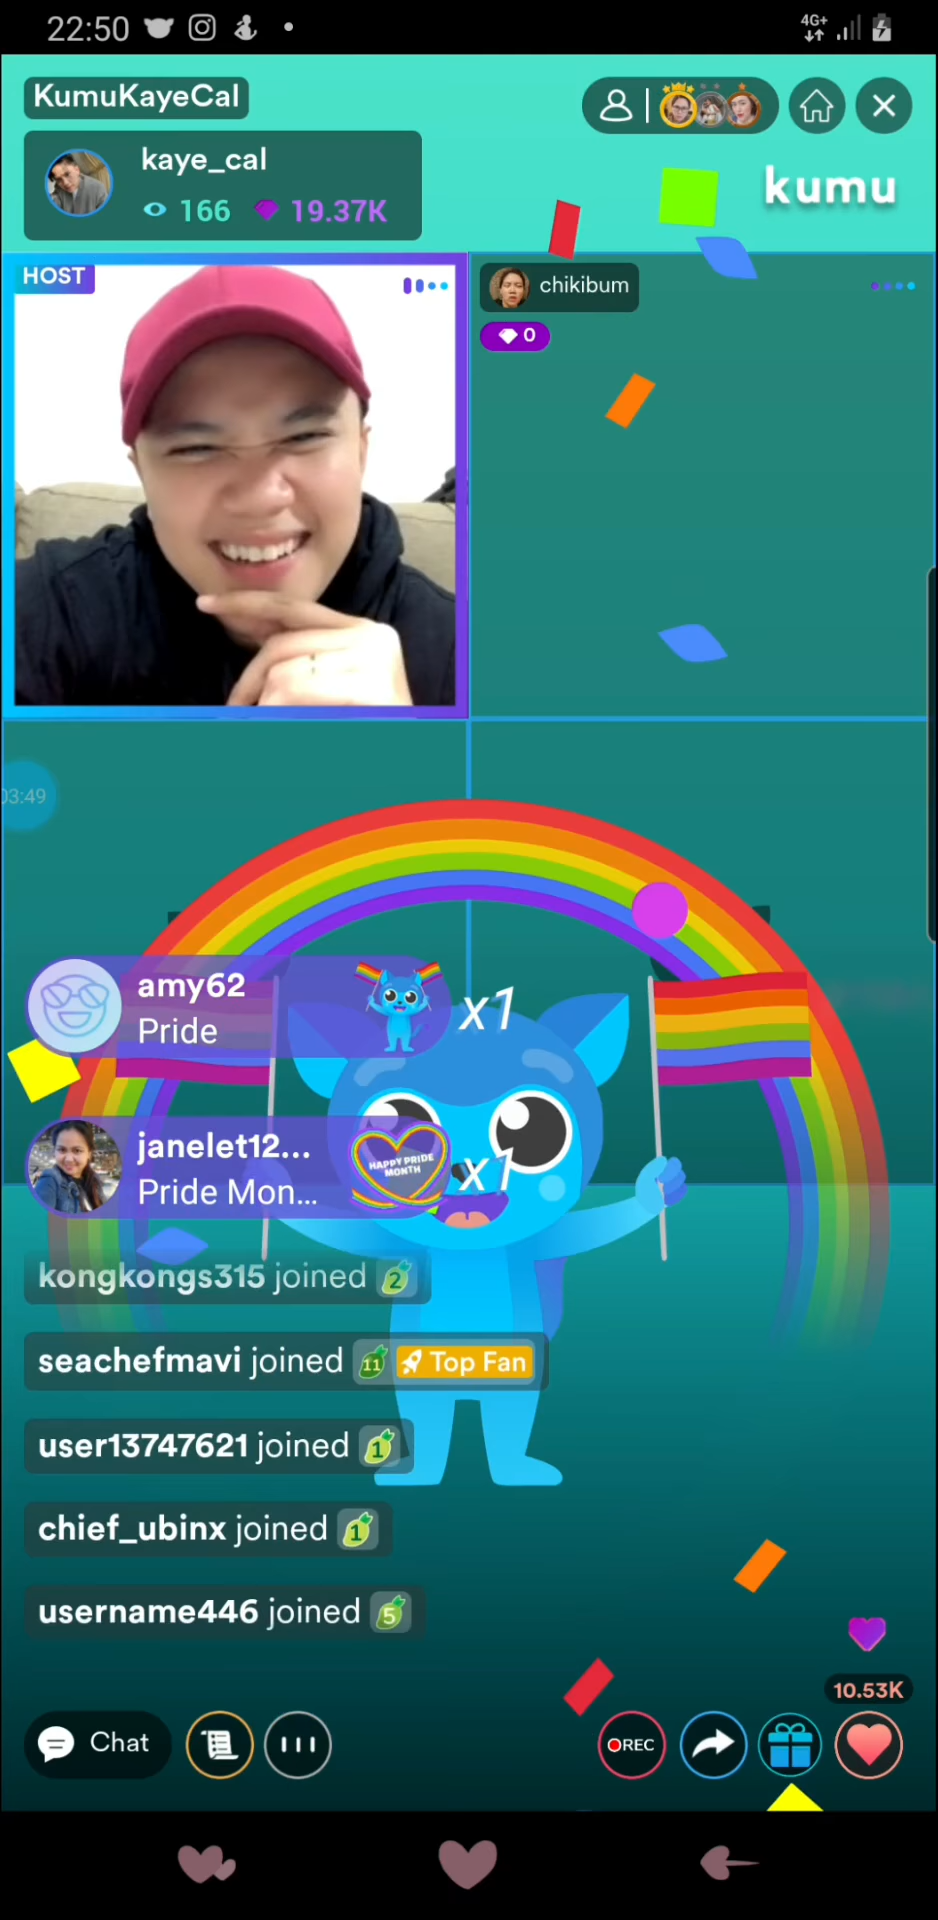 22:50
4G+
KumuKayeCal
kaye_cal
166 19.37K
kumu
HOST
chikibum
0
03:49
amy62
Pride
x1
janelet12...
Pride Mon...
HAPPY PRIDE
MONTH
x1
kongkongs315 joined 2
seachefmavi joined 11 Top Fan
user13747621 joined 1
chief_ubinx joined 1
username446 joined 5
10.53K
Chat
REC